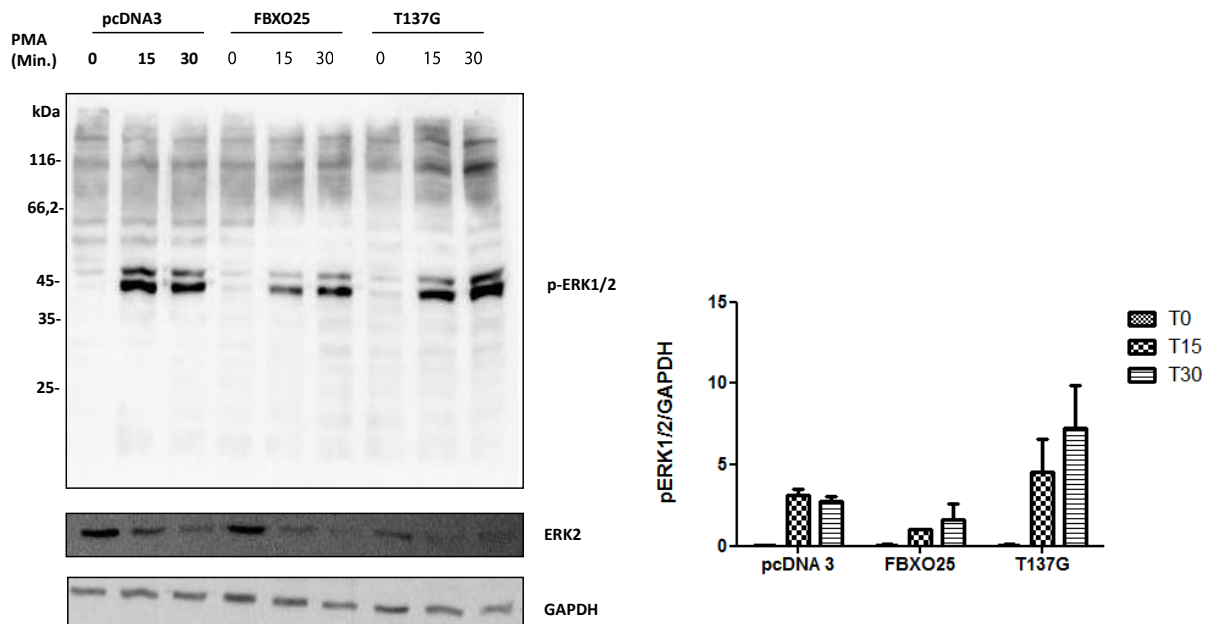 pcDNA3 FBXO25 T137G
PMA
(Min.) 0 15 30 0 15 30 0 15 30
kDa
116-
66,2-
45-
p-ERK1/2
35-
25-
ERK2
GAPDH
15
10
5
0
pERK1/2/GAPDH
pcDNA 3 FBXO25 T137G
T0
T15
T30